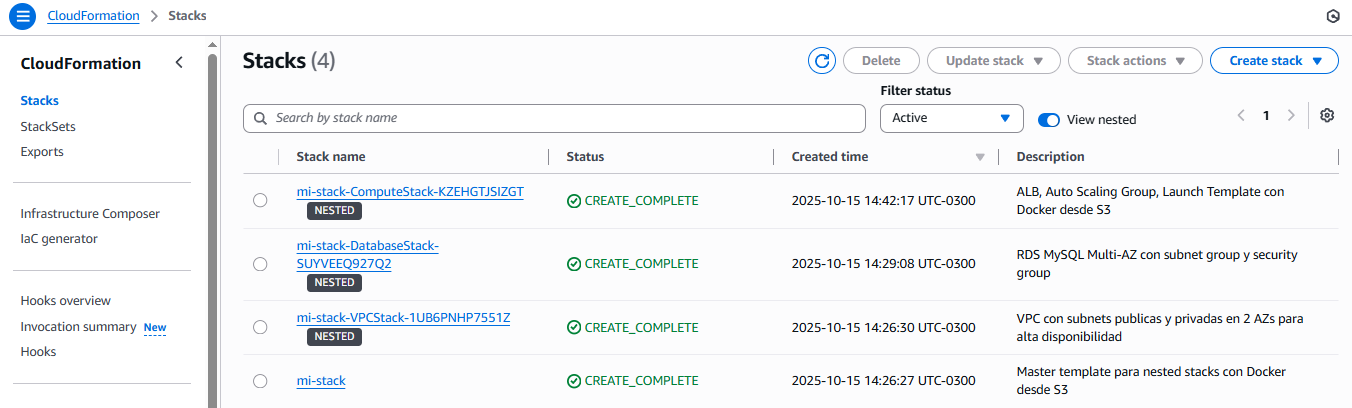 CloudFormation > Stacks
CloudFormation
Stacks
StackSets
Exports
Infrastructure Composer
IaC generator
Hooks overview
Invocation summary New
Hooks
Stacks (4)
Delete
Update stack
Stack actions
Create stack
Filter status
Search by stack name
Active
View nested
1
Stack name
Status
Created time
Description
mi-stack-ComputeStack-KZEHGTJSIZGT
NESTED
CREATE_COMPLETE
2025-10-15 14:42:17 UTC-0300
ALB, Auto Scaling Group, Launch Template con
Docker desde S3
mi-stack-DatabaseStack-
SUYVEEQ927Q2
NESTED
CREATE_COMPLETE
2025-10-15 14:29:08 UTC-0300
RDS MySQL Multi-AZ con subnet group y security
group
mi-stack-VPCStack-1UB6PNHP7551Z
NESTED
CREATE_COMPLETE
2025-10-15 14:26:30 UTC-0300
VPC con subnets publicas y privadas en 2 AZs para
alta disponibilidad
mi-stack
CREATE_COMPLETE
2025-10-15 14:26:27 UTC-0300
Master template para nested stacks con Docker
desde S3